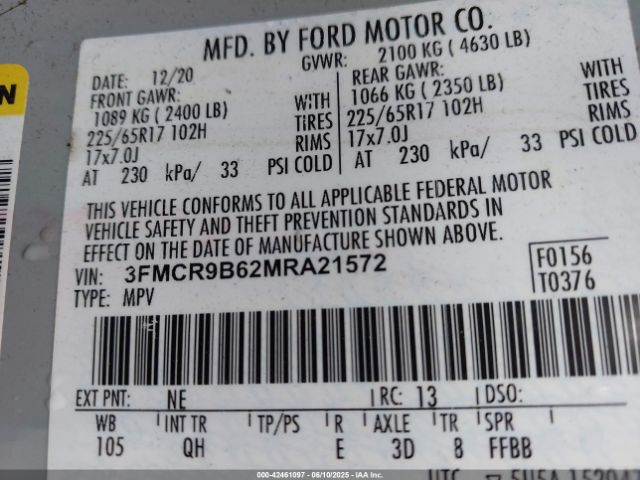 MFD. BY FORD MOTOR CO.
DATE: 12/20 GVWR: 2100 KG ( 4630 LB)
FRONT GAWR: WITH REAR GAWR: WITH
1089 KG ( 2400 LB) TIRES 1066 KG ( 2350 LB) TIRES
225/65R17 102H RIMS 225/65R17 102H RIMS
17x7.0J 17x7.0J
AT 230 kPa/ 33 PSI COLD AT 230 kPa/ 33 PSI COLD
THIS VEHICLE CONFORMS TO ALL APPLICABLE FEDERAL MOTOR
VEHICLE SAFETY AND THEFT PREVENTION STANDARDS IN
EFFECT ON THE DATE OF MANUFACTURE SHOWN ABOVE.
VIN: 3FMCR9B62MRA21572 F0156
TYPE: MPV T0376
EXT PNT: NE RC: 13 DSO:
WB INT TR TP/PS R AXLE TR SPR
105 QH E 3D 8 FFBB
UTC
000-42461097 - 06/10/2025 - IAAI.COM